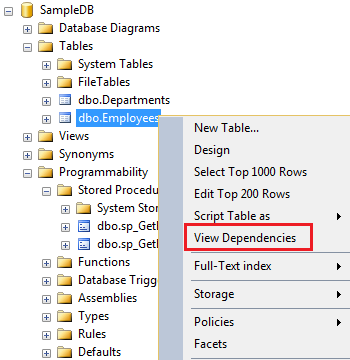 SampleDB
Database Diagrams
Tables
System Tables
FileTables
dbo.Departments
dbo.Employees
Views
Synonyms
Programmability
Stored Procedu
System Stor
dbo.sp_Getl
dbo.sp_Getl
Functions
Database Trigg
Assemblies
Types
Rules
Defaults
New Table...
Design
Select Top 1000 Rows
Edit Top 200 Rows
Script Table as
View Dependencies
Full-Text index
Storage
Policies
Facets